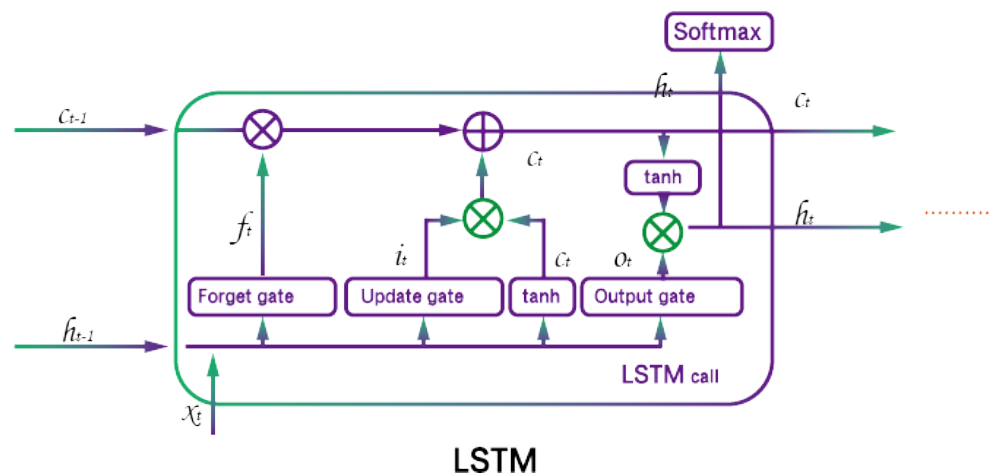 Softmax
hₜ
Cₜ₋₁
Cₜ
Cₜ
tanh
fₜ
hₜ
iₜ
Cₜ
Oₜ
Forget gate
Update gate
tanh
Output gate
hₜ₋₁
LSTM call
Xₜ
LSTM